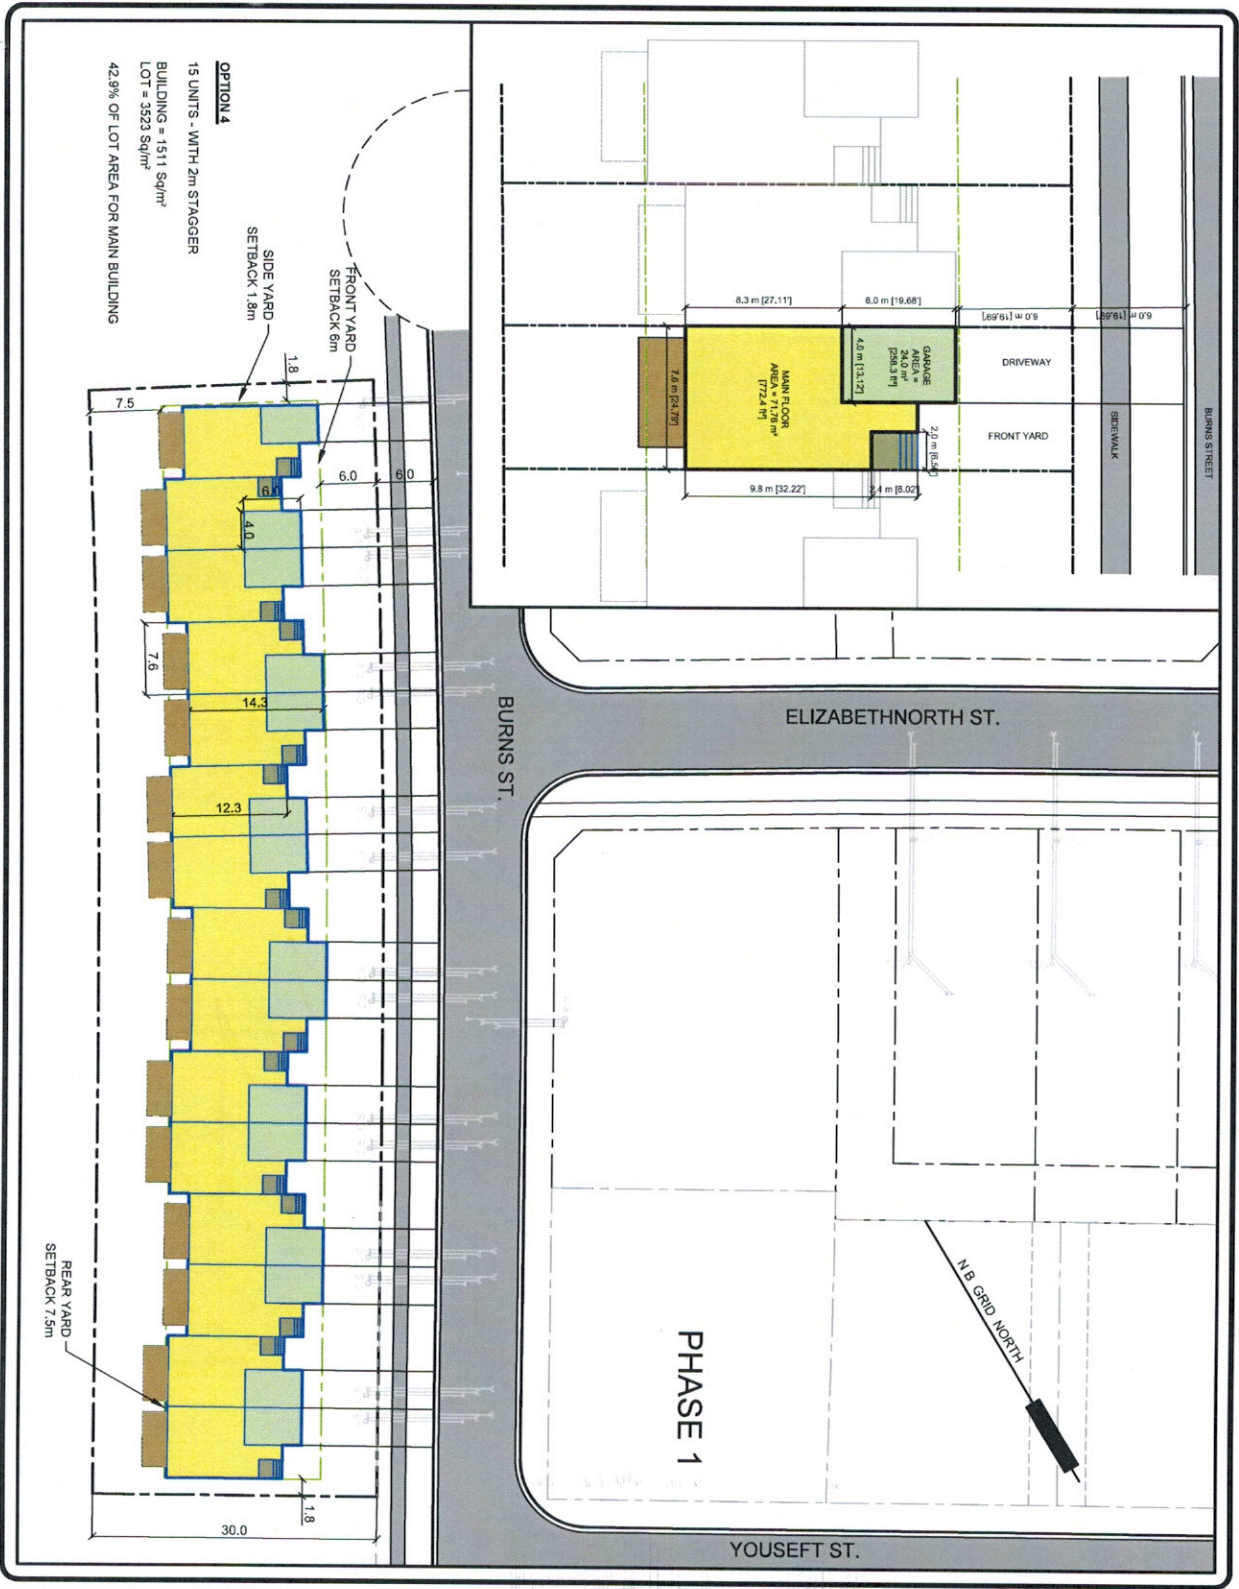 OPTION 4
15 UNITS - WITH 2m STAGGER
BUILDING = 1511 Sq/m²
LOT = 3523 Sq/m²
42.9% OF LOT AREA FOR MAIN BUILDING
SIDE YARD
SETBACK 1.8m
FRONT YARD
SETBACK 6m
1.8
7.5
6.0
6.0
6.0
4.0
7.6
14.3
12.3
REAR YARD
SETBACK 7.5m
1.8
30.0
8.3 m [27.11']
6.0 m [19.68']
6.0 m [19.69']
6.0 m [19.69']
GARAGE
AREA =
24.0 m²
[258.3 ft²]
4.0 m [13.12']
MAIN FLOOR
AREA = 71.76 m²
[772.4 ft²]
7.6 m [24.79']
2.0 m [6.56']
9.8 m [32.22']
2.4 m [8.02']
DRIVEWAY
FRONT YARD
SIDEWALK
BURNS STREET
BURNS ST.
ELIZABETHNORTH ST.
N B GRID NORTH
PHASE 1
YOUSEFT ST.